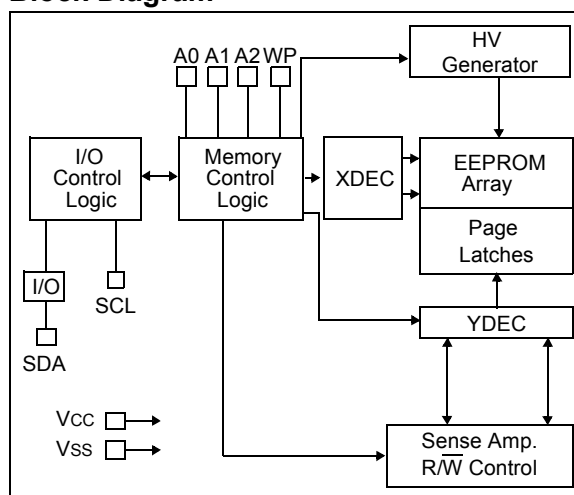 Block Diagram
A0 A1 A2 WP
HV
Generator
I/O
Control
Logic
Memory
Control
Logic
XDEC
EEPROM
Array
Page
Latches
I/O
SCL
SDA
YDEC
VCC
VSS
Sense Amp.
R/W̅ Control